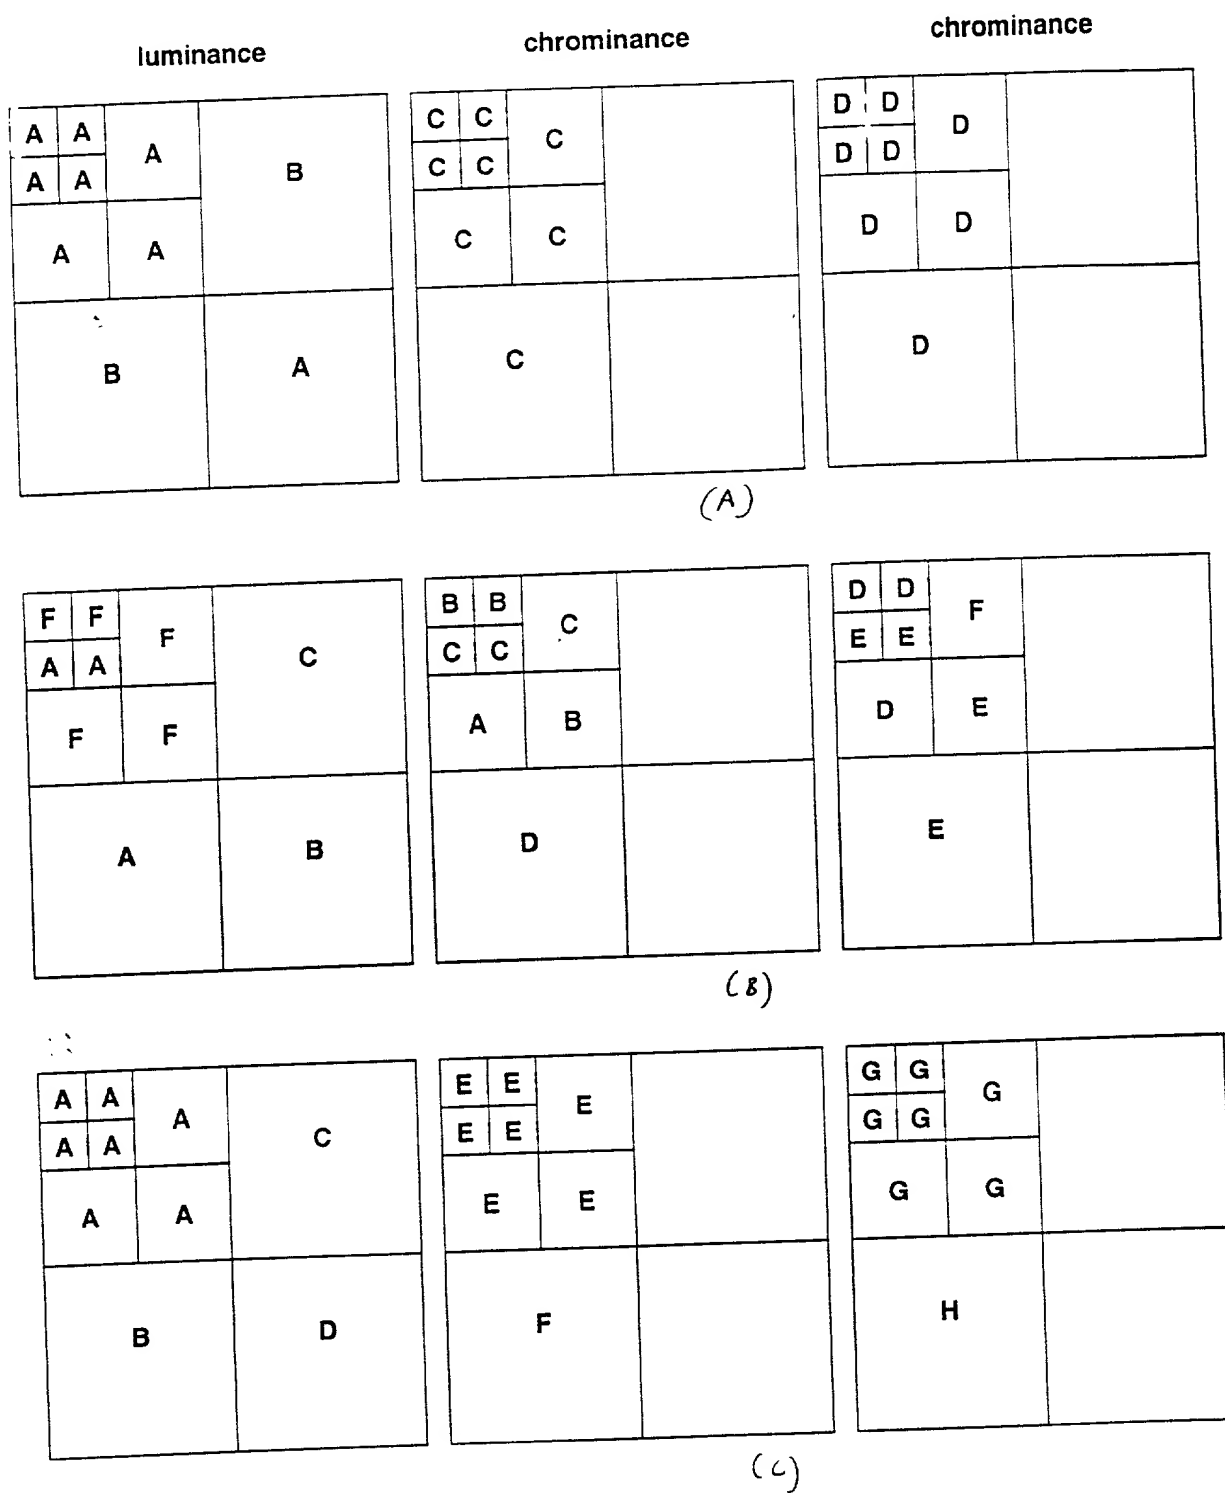 luminance chrominance chrominance
A A A B C C C D D D
A A C C D D
A A C C D D
B A C D
(A)
F F F C B B C D D F
A A C C E E
F F A B D E
A B D E
(B)
A A A C E E E G G G
A A E E G G
A A E E G G
B D F H
(C)